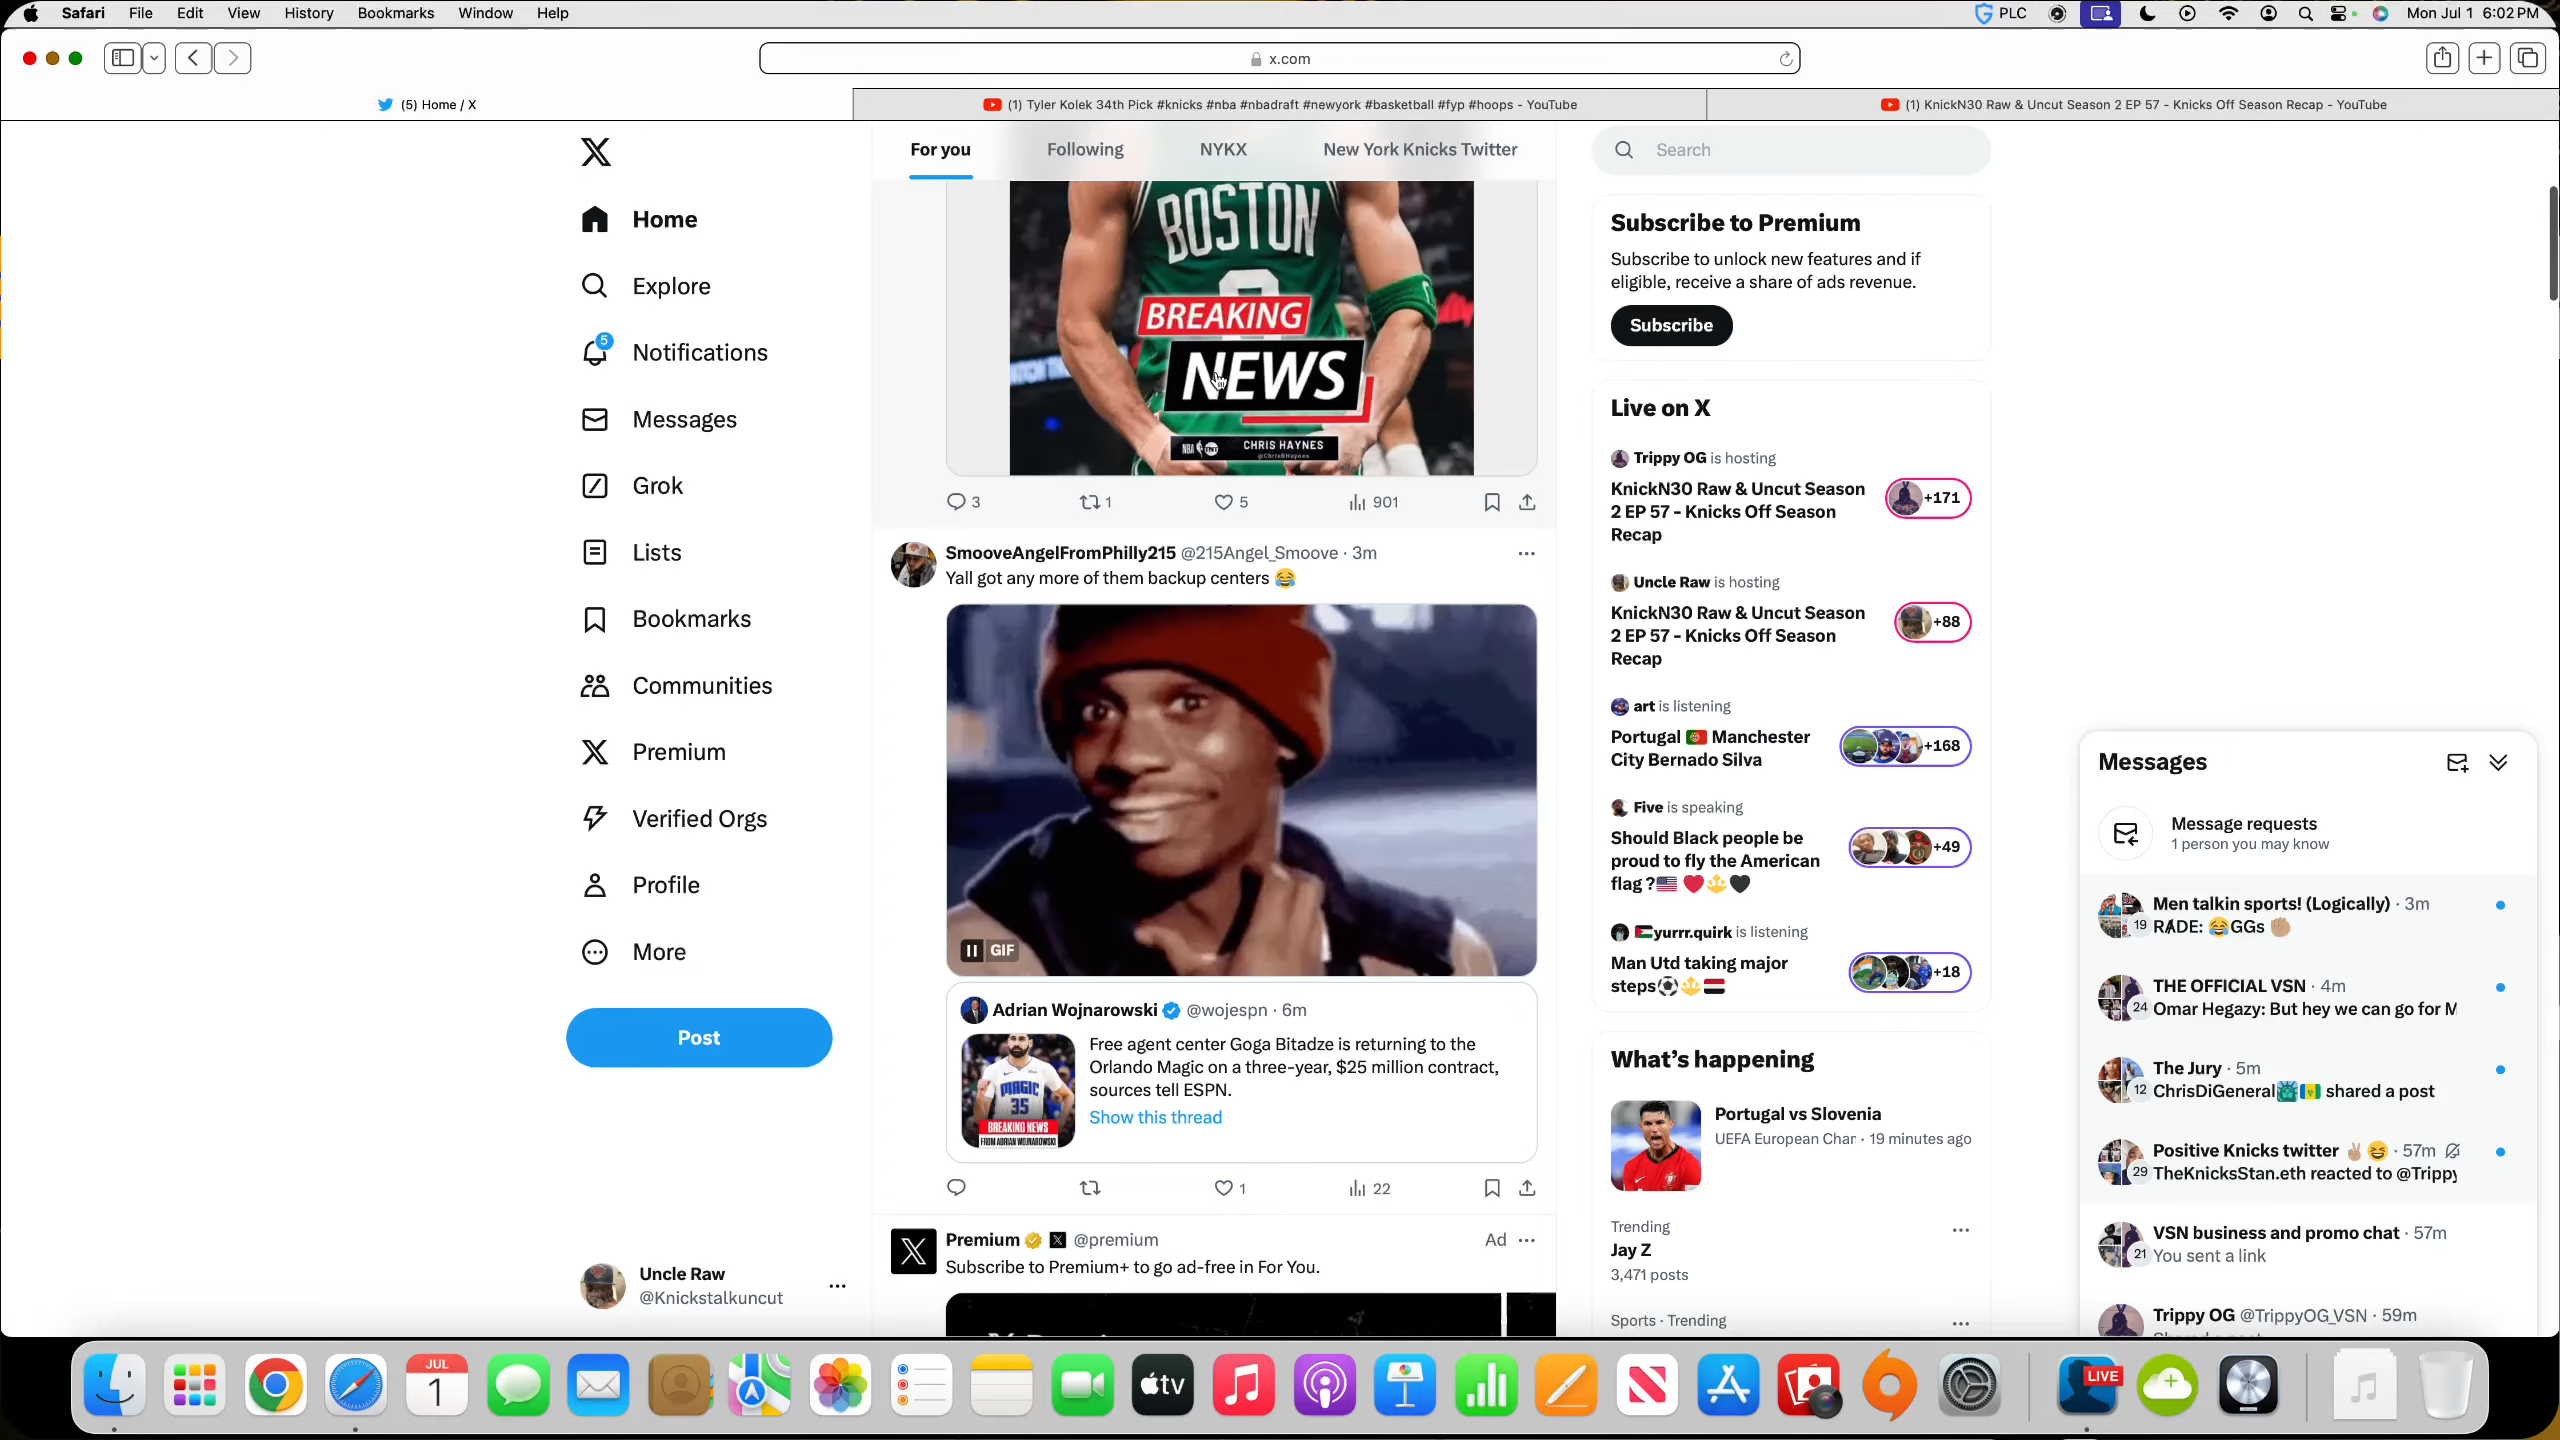 Safari File Edit View History Bookmarks Window Help
PLC
Mon Jul 1 6:02 PM
x.com
(5) Home / X
(1) Tyler Kolek 34th Pick #knicks #nba #nbadraft #newyork #basketball #fyp #hoops - YouTube
(1) KnickN30 Raw & Uncut Season 2 EP 57 - Knicks Off Season Recap - YouTube
Home
Explore
5
Notifications
Messages
Grok
Lists
Bookmarks
Communities
Premium
Verified Orgs
Profile
More
Post
Uncle Raw
@Knickstalkuncut
For you Following NYKX New York Knicks Twitter
BOSTON
BREAKING
NEWS
NBA TNT CHRIS HAYNES
@ChrisBHaynes
3 1 5 901
SmooveAngelFromPhilly215 @215Angel_Smoove · 3m
Yall got any more of them backup centers 😂
GIF
Adrian Wojnarowski @wojespn · 6m
Free agent center Goga Bitadze is returning to the
Orlando Magic on a three-year, $25 million contract,
sources tell ESPN.
Show this thread
MAGIC
35
BREAKING NEWS
FROM ADRIAN WOJNAROWSKI
1 22
Premium @premium
Ad
Subscribe to Premium+ to go ad-free in For You.
Search
Subscribe to Premium
Subscribe to unlock new features and if
eligible, receive a share of ads revenue.
Subscribe
Live on X
Trippy OG is hosting
KnickN30 Raw & Uncut Season
2 EP 57 - Knicks Off Season
Recap
+171
Uncle Raw is hosting
KnickN30 Raw & Uncut Season
2 EP 57 - Knicks Off Season
Recap
+88
art is listening
Portugal 🇵🇹 Manchester
City Bernado Silva
+168
Five is speaking
Should Black people be
proud to fly the American
flag ?🇺🇸 ❤️🔱🖤
+49
🇵🇸yurrr.quirk is listening
Man Utd taking major
steps⚽🔱🇾🇪
+18
What's happening
Portugal vs Slovenia
UEFA European Char · 19 minutes ago
Trending
Jay Z
3,471 posts
Sports · Trending
Messages
Message requests
1 person you may know
Men talkin sports! (Logically) · 3m
19
RADE: 😂GGs ✊🏽
THE OFFICIAL VSN · 4m
24
Omar Hegazy: But hey we can go for M
The Jury · 5m
12
ChrisDiGeneral🗽🇻🇨 shared a post
Positive Knicks twitter ✌🏽😆 · 57m
29
TheKnicksStan.eth reacted to @Trippy
VSN business and promo chat · 57m
21
You sent a link
Trippy OG @TrippyOG_VSN · 59m
JUL
1
tv
LIVE